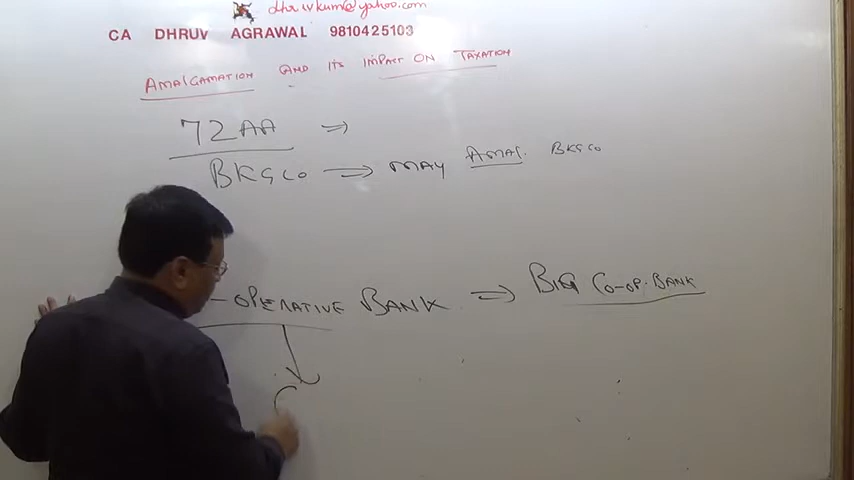 dhruvkum@yahoo.com
CA DHRUV AGRAWAL 9810425103
AMALGAMATION AND ITS IMPACT ON TAXATION
72AA ⇒
BKG CO ⇒ MAY AMAL. BKG CO
-OPERATIVE BANK ⇒ BIG CO-OP. BANK